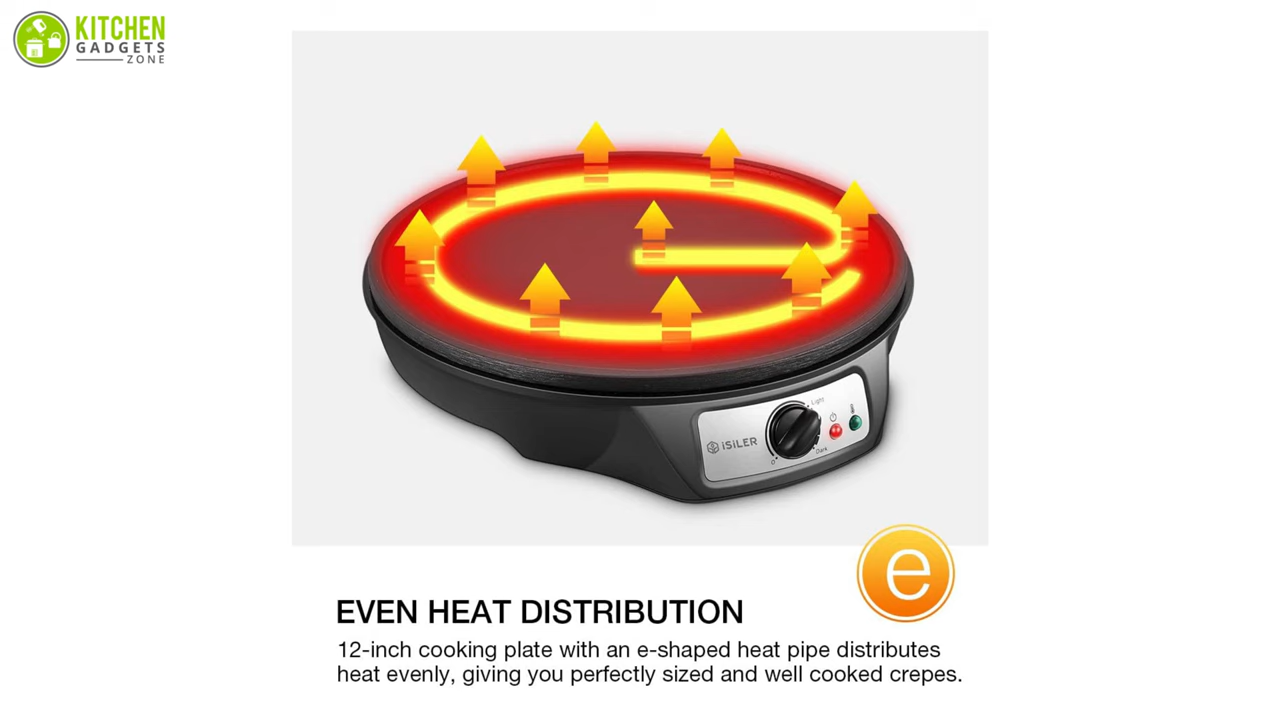 KITCHEN
GADGETS
ZONE
Light
iSiLER
Dark
0
e
EVEN HEAT DISTRIBUTION
12-inch cooking plate with an e-shaped heat pipe distributes
heat evenly, giving you perfectly sized and well cooked crepes.